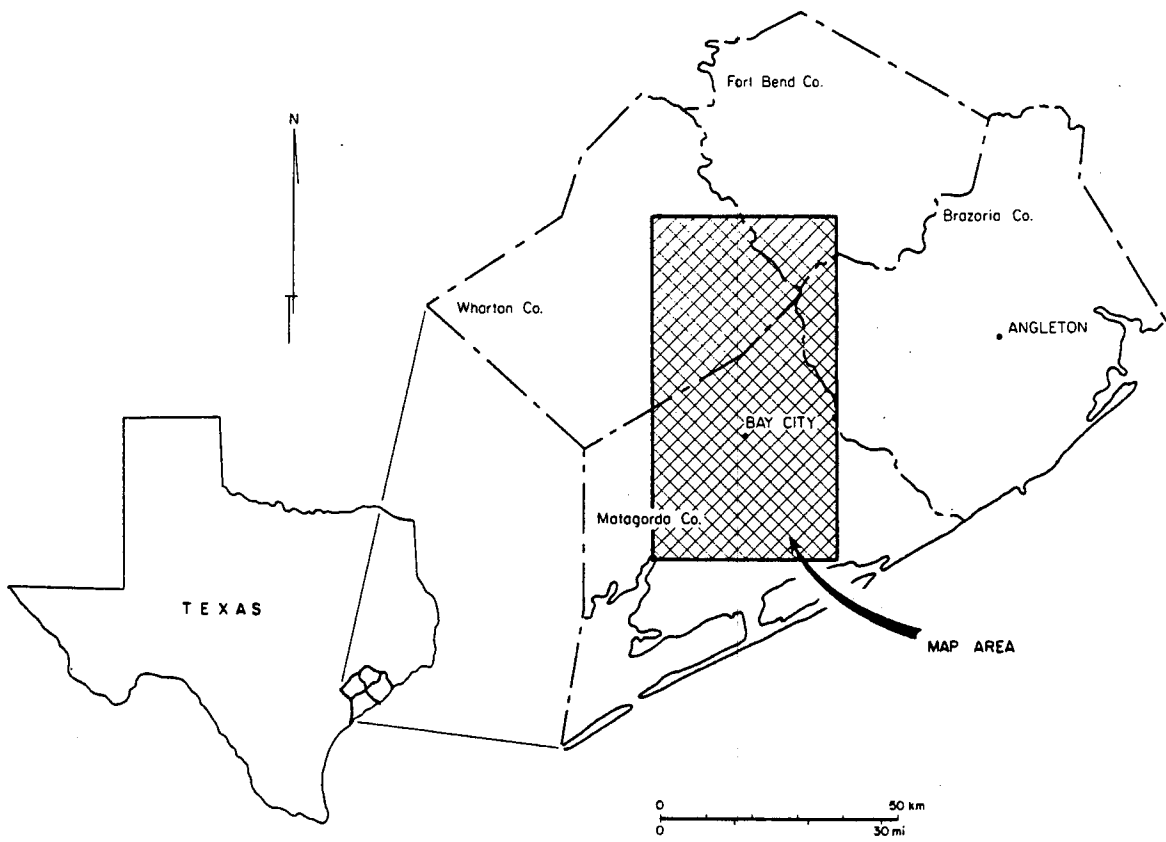 Fort Bend Co.
N
Brazoria Co.
Wharton Co.
ANGLETON
BAY CITY
Matagorda Co.
TEXAS
MAP AREA
0 50 km
0 30 mi